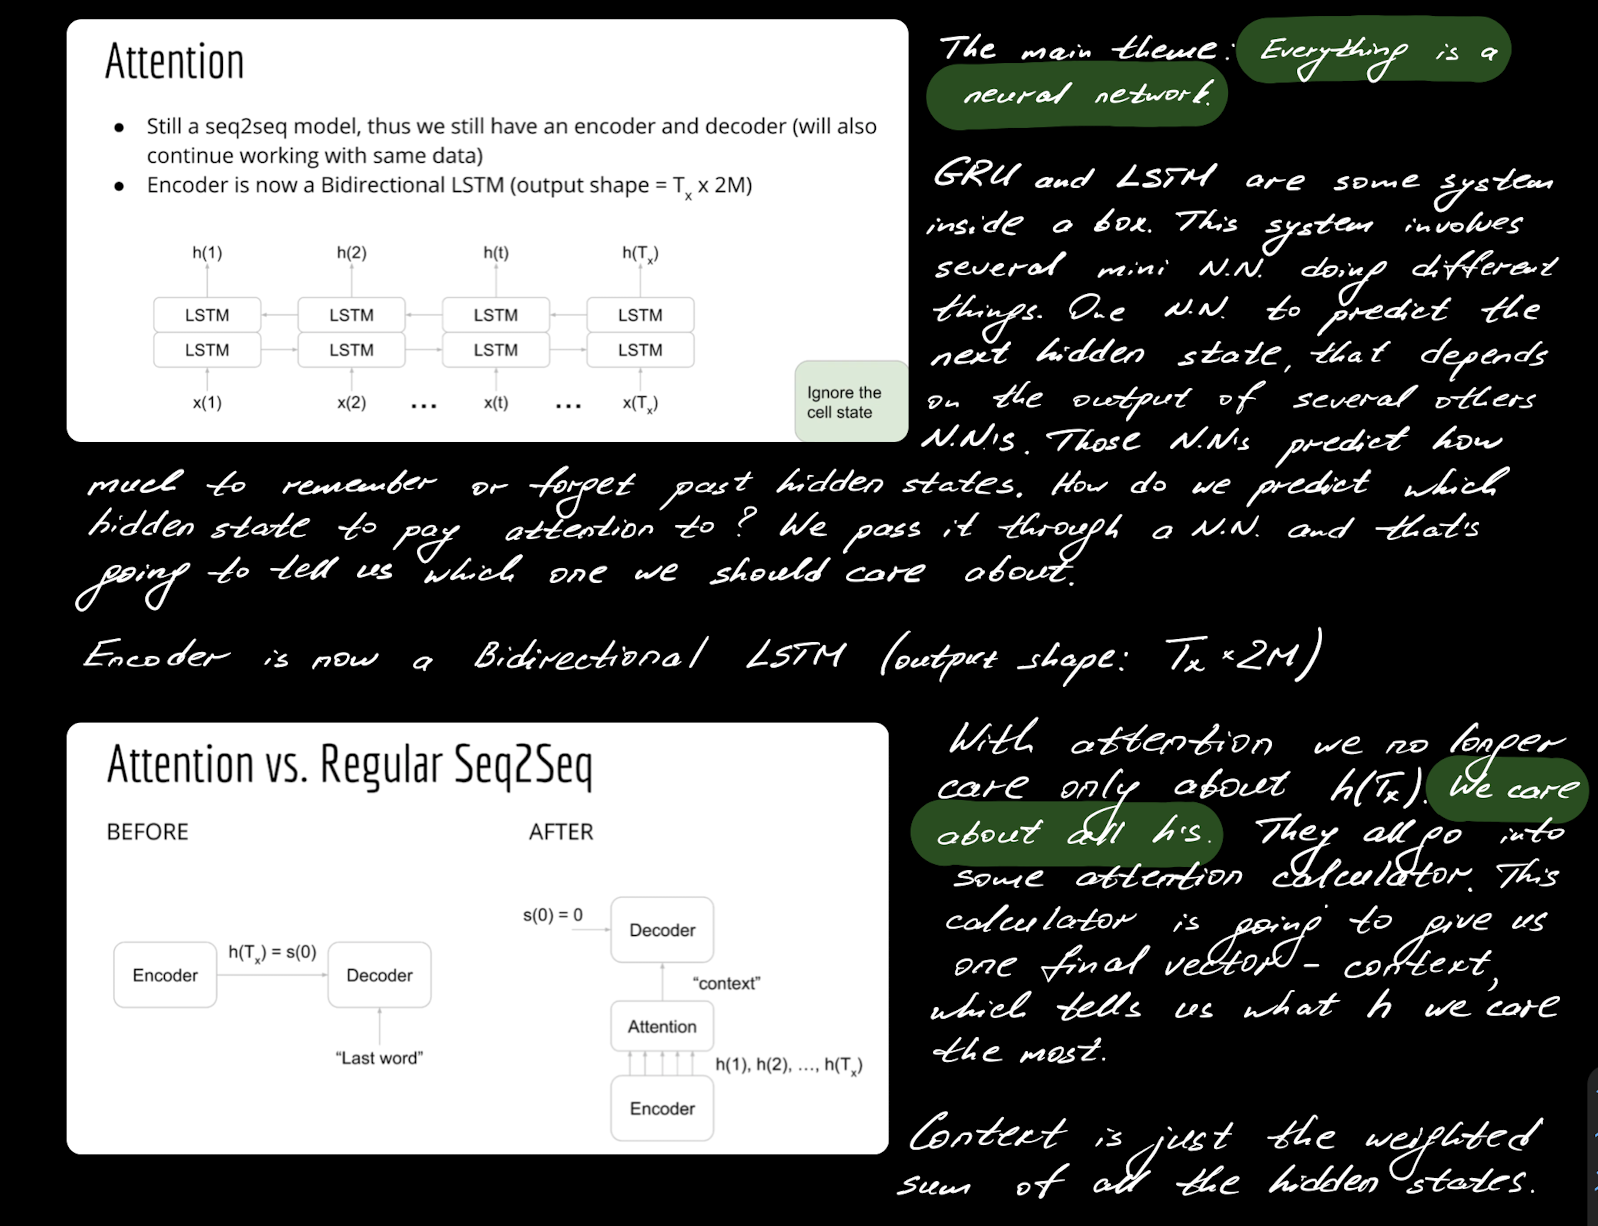 Attention
● Still a seq2seq model, thus we still have an encoder and decoder (will also
continue working with same data)
● Encoder is now a Bidirectional LSTM (output shape = Tx x 2M)
h(1) h(2) h(t) h(Tx)
LSTM LSTM LSTM LSTM
LSTM LSTM LSTM LSTM
x(1) x(2) ... x(t) ... x(Tx)
Ignore the
cell state
The main theme: Everything is a
neural network.
GRU and LSTM are some system
inside a box. This system involves
several mini N.N. doing different
things. One N.N. to predict the
next hidden state, that depends
on the output of several others
N.N's. Those N.N's predict how
much to remember or forget past hidden states. How do we predict which
hidden state to pay attention to? We pass it through a N.N. and that's
going to tell us which one we should care about.
Encoder is now a Bidirectional LSTM (output shape: Tx × 2M)
Attention vs. Regular Seq2Seq
BEFORE
Encoder
h(Tx) = s(0)
Decoder
“Last word”
AFTER
s(0) = 0
Decoder
“context”
Attention
h(1), h(2), ..., h(Tx)
Encoder
With attention we no longer
care only about h(Tx). We care
about all h's. They all go into
some attention calculator. This
calculator is going to give us
one final vector - context,
which tells us what h we care
the most.
Context is just the weighted
sum of all the hidden states.